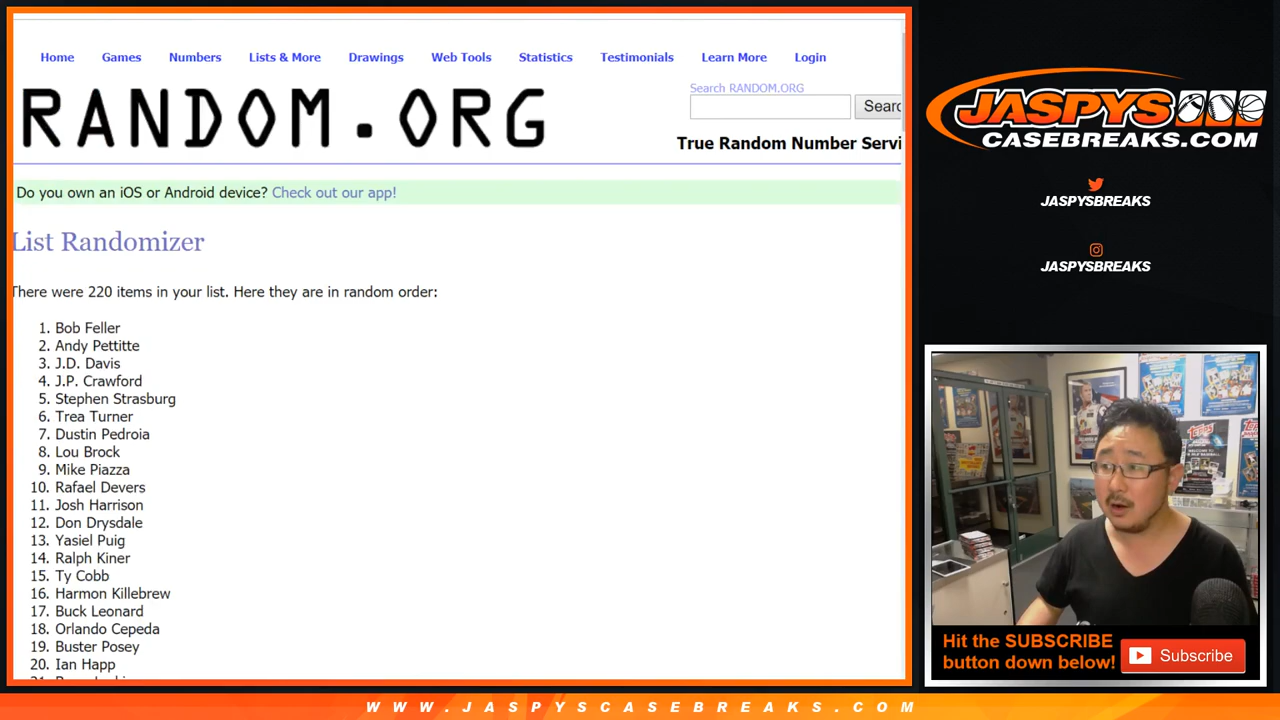 Home Games Numbers Lists & More Drawings Web Tools Statistics Testimonials Learn More Login
Search RANDOM.ORG
RANDOM.ORG
Searc
True Random Number Servi
Do you own an iOS or Android device? Check out our app!
List Randomizer
There were 220 items in your list. Here they are in random order:
1. Bob Feller
2. Andy Pettitte
3. J.D. Davis
4. J.P. Crawford
5. Stephen Strasburg
6. Trea Turner
7. Dustin Pedroia
8. Lou Brock
9. Mike Piazza
10. Rafael Devers
11. Josh Harrison
12. Don Drysdale
13. Yasiel Puig
14. Ralph Kiner
15. Ty Cobb
16. Harmon Killebrew
17. Buck Leonard
18. Orlando Cepeda
19. Buster Posey
20. Ian Happ
JASPYS
CASEBREAKS.COM
JASPYSBREAKS
JASPYSBREAKS
TOPPS
Hit the SUBSCRIBE
button down below!
Subscribe
WWW.JASPYSCASEBREAKS.COM